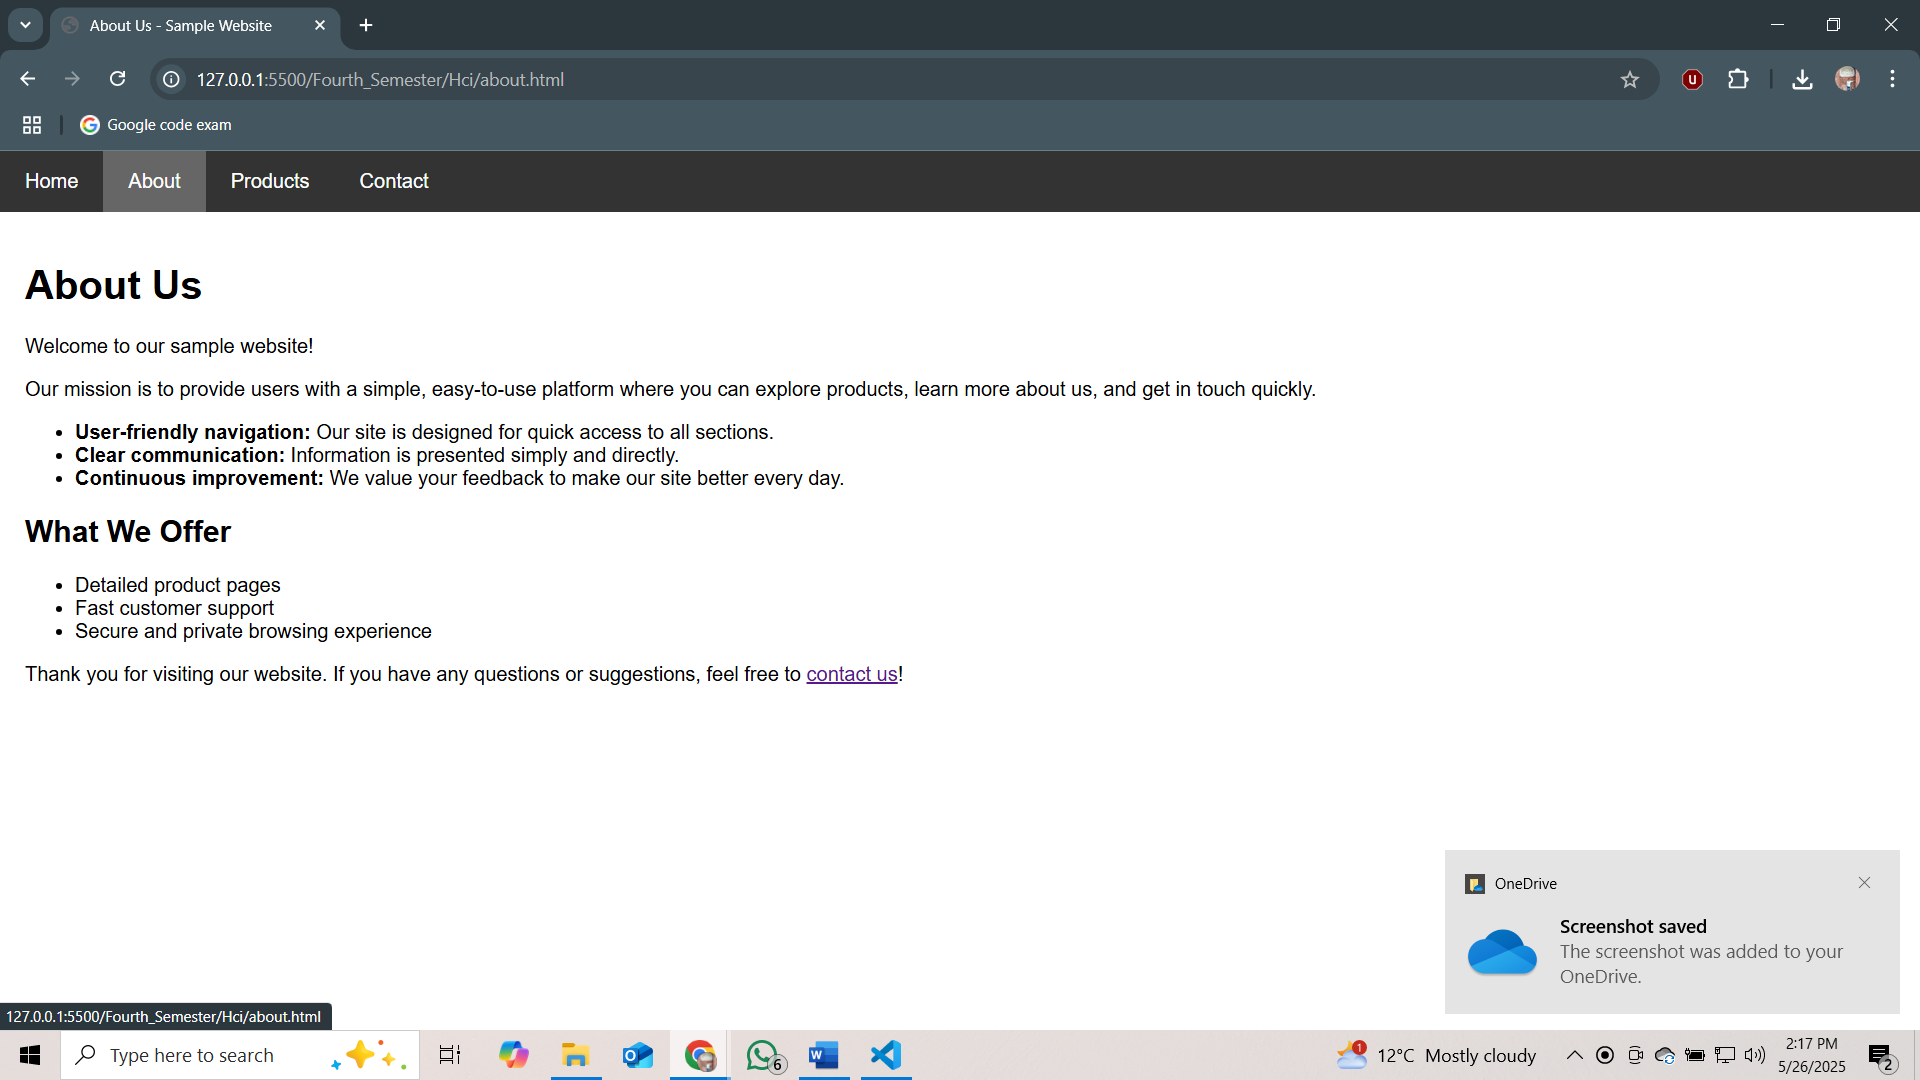 About Us - Sample Website
127.0.0.1:5500/Fourth_Semester/Hci/about.html
U
Google code exam
Home About Products Contact
About Us
Welcome to our sample website!
Our mission is to provide users with a simple, easy-to-use platform where you can explore products, learn more about us, and get in touch quickly.
• User-friendly navigation: Our site is designed for quick access to all sections.
• Clear communication: Information is presented simply and directly.
• Continuous improvement: We value your feedback to make our site better every day.
What We Offer
• Detailed product pages
• Fast customer support
• Secure and private browsing experience
Thank you for visiting our website. If you have any questions or suggestions, feel free to contact us!
OneDrive
Screenshot saved
The screenshot was added to your
OneDrive.
127.0.0.1:5500/Fourth_Semester/Hci/about.html
Type here to search
6
1
12°C Mostly cloudy
2:17 PM
5/26/2025
2